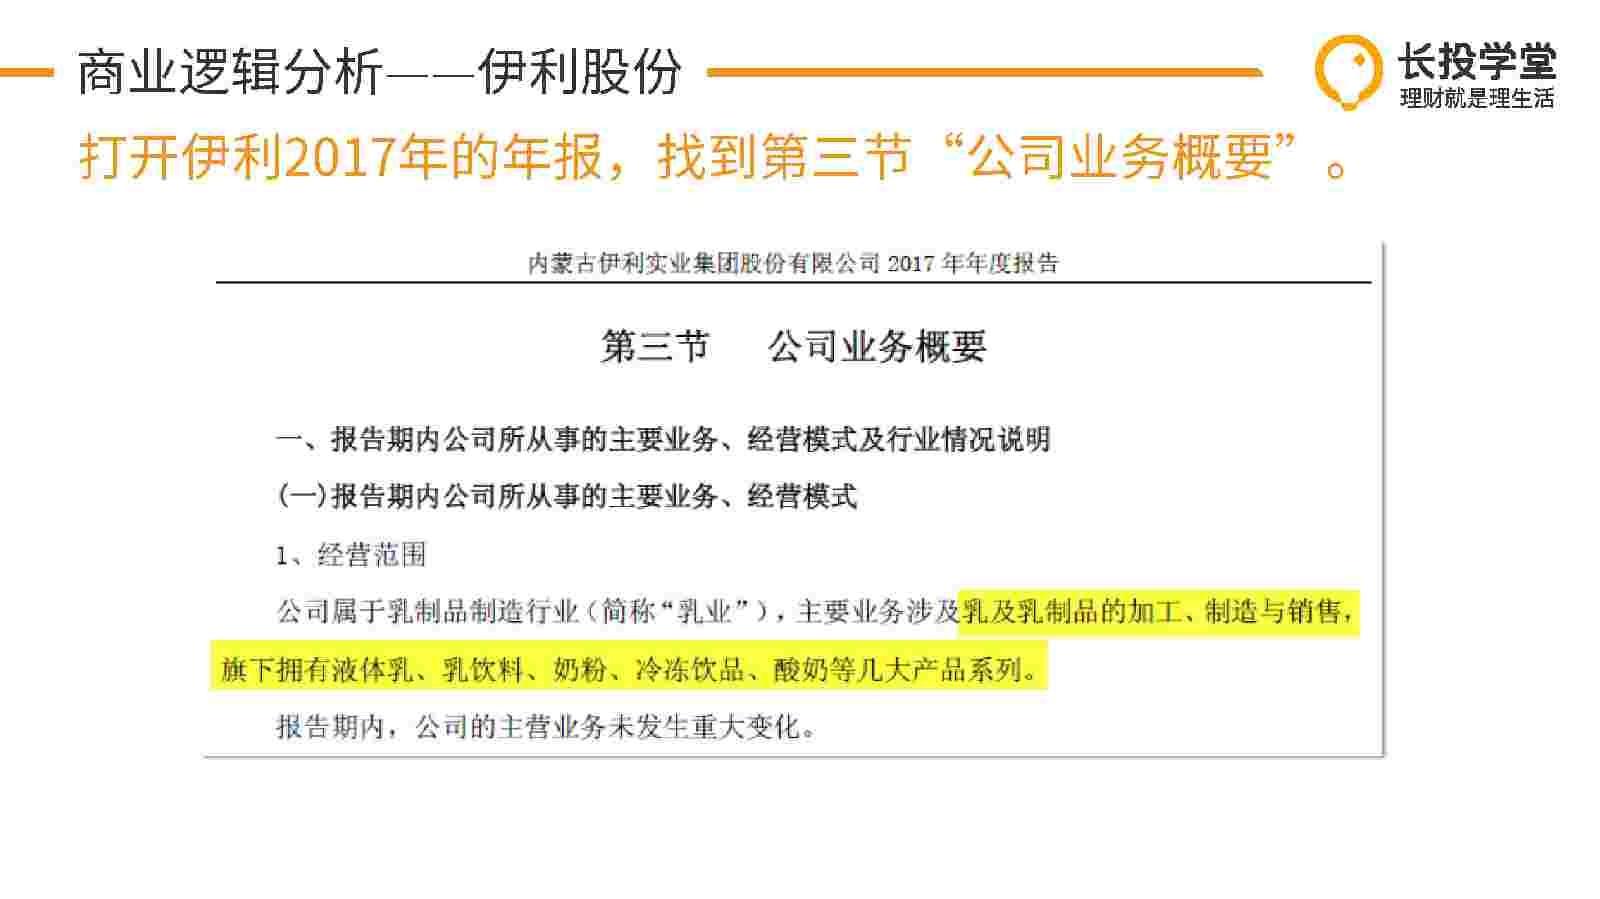 商业逻辑分析——伊利股份
长投学堂
理财就是理生活
打开伊利2017年的年报，找到第三节“公司业务概要”。
内蒙古伊利实业集团股份有限公司 2017 年年度报告
第三节 公司业务概要
一、报告期内公司所从事的主要业务、经营模式及行业情况说明
(一)报告期内公司所从事的主要业务、经营模式
1、经营范围
公司属于乳制品制造行业（简称“乳业”），主要业务涉及乳及乳制品的加工、制造与销售，
旗下拥有液体乳、乳饮料、奶粉、冷冻饮品、酸奶等几大产品系列。
报告期内，公司的主营业务未发生重大变化。